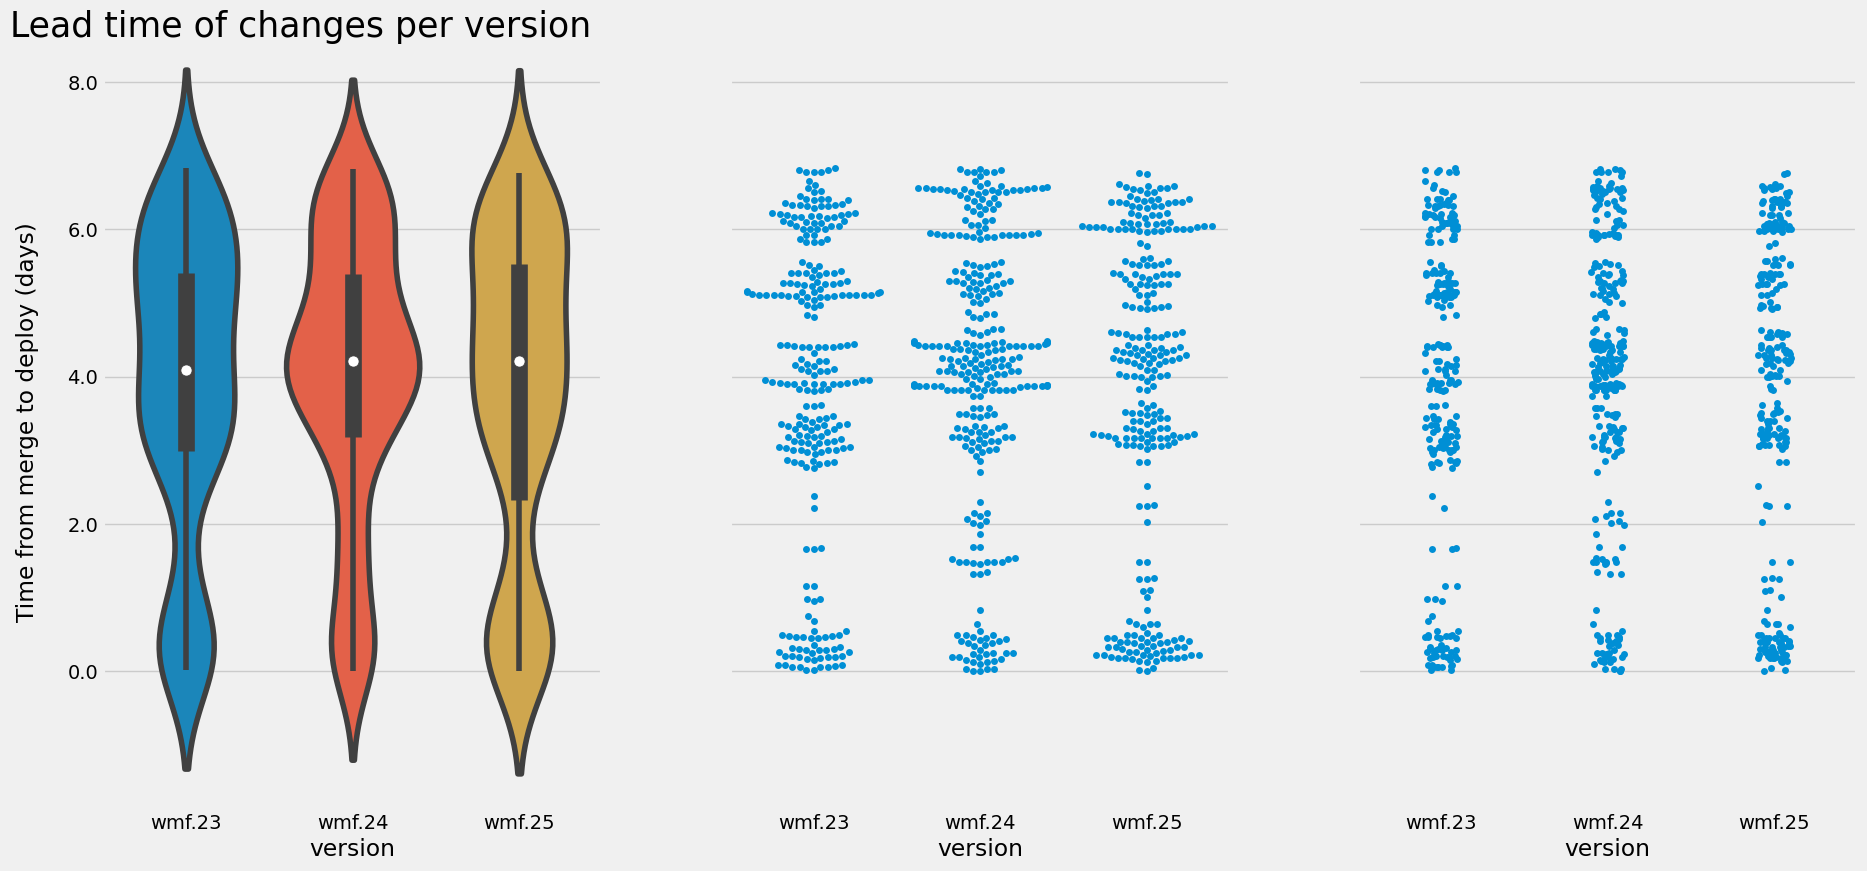 Lead time of changes per version
Time from merge to deploy (days)
8.0
6.0
4.0
2.0
0.0
wmf.23 wmf.24 wmf.25
version
wmf.23 wmf.24 wmf.25
version
wmf.23 wmf.24 wmf.25
version